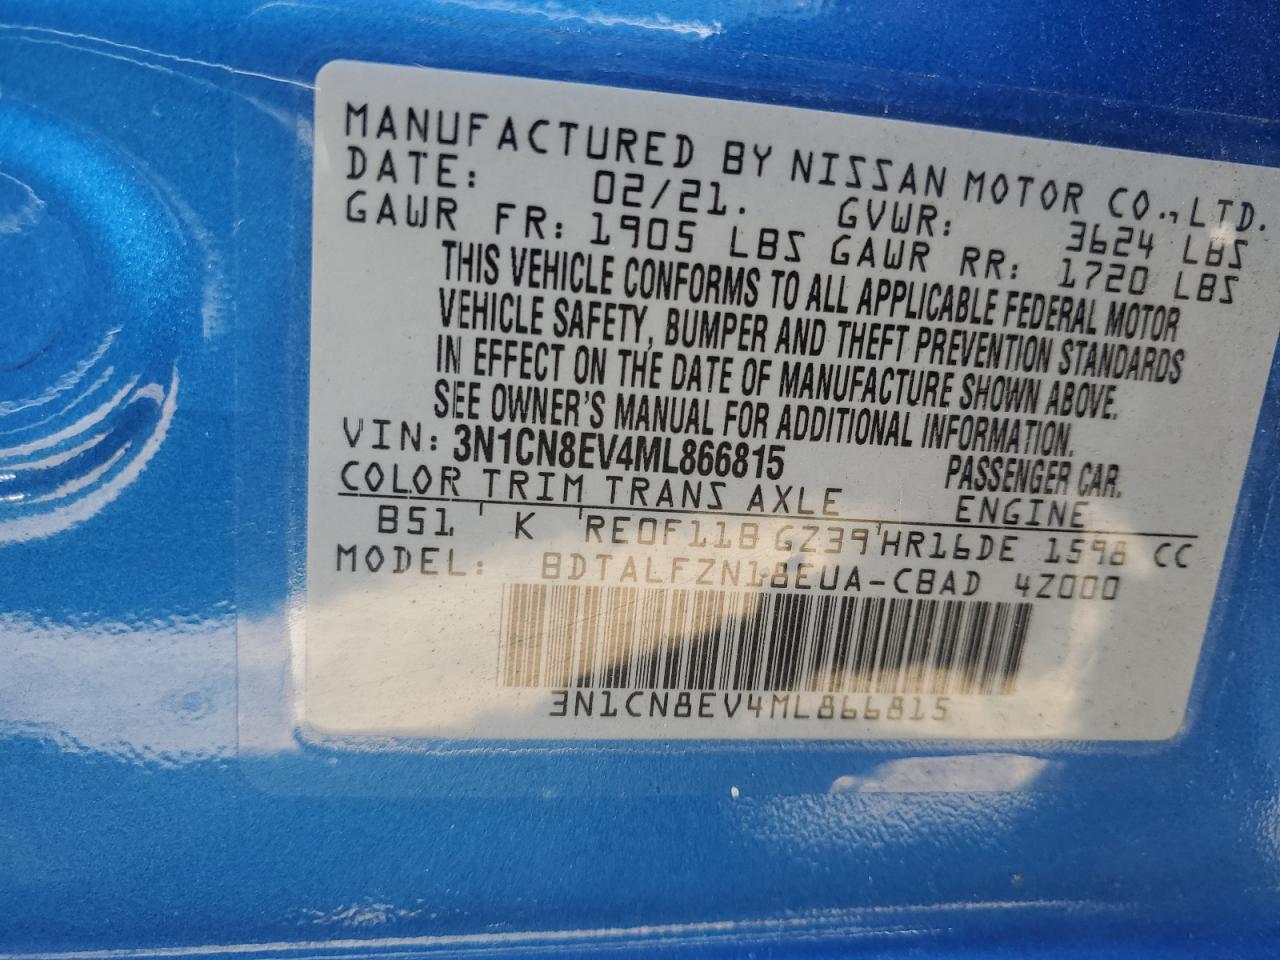 MANUFACTURED BY NISSAN MOTOR CO.,LTD.
DATE: 02/21. GVWR: 3624 LBS
GAWR FR: 1905 LBS GAWR RR: 1720 LBS
THIS VEHICLE CONFORMS TO ALL APPLICABLE FEDERAL MOTOR
VEHICLE SAFETY, BUMPER AND THEFT PREVENTION STANDARDS
IN EFFECT ON THE DATE OF MANUFACTURE SHOWN ABOVE.
SEE OWNER'S MANUAL FOR ADDITIONAL INFORMATION.
VIN: 3N1CN8EV4ML866815 PASSENGER CAR.
COLOR TRIM TRANS AXLE ENGINE
B51 K RE0F11B GZ39 HR16DE 1598 CC
MODEL: BDTALFZN18EUA-CBAD 4Z000
3N1CN8EV4ML866815